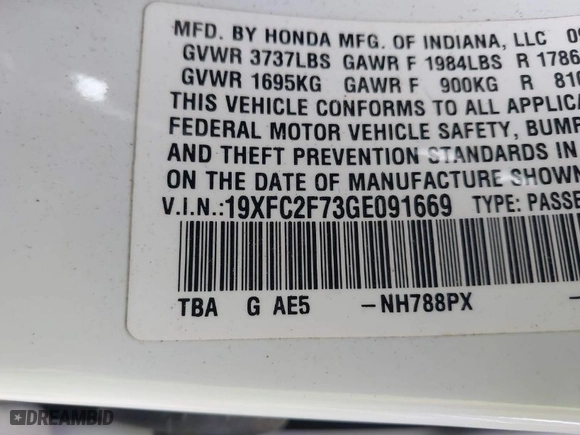 MFD. BY HONDA MFG. OF INDIANA, LLC
GVWR 3737LBS GAWR F 1984LBS R 1786
GVWR 1695KG GAWR F 900KG R
THIS VEHICLE CONFORMS TO ALL
FEDERAL MOTOR VEHICLE SAFETY,
AND THEFT PREVENTION STANDARDS IN
ON THE DATE OF MANUFACTURE
V.I.N.:19XFC2F73GE091669 TYPE:
TBA G AE5 –NH788PX
DREAMBID